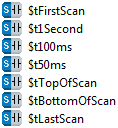 $tFirstScan
$t1Second
$t100ms
$t50ms
$tTopOfScan
$tBottomOfScan
$tLastScan